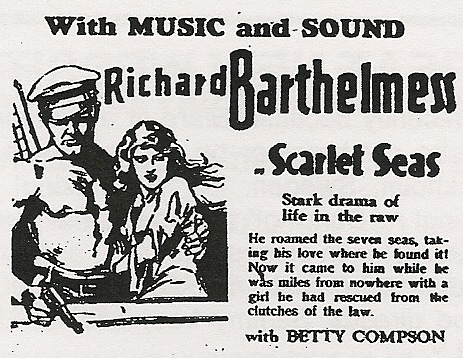 With MUSIC and SOUND
Richard Barthelmess
in Scarlet Seas
Stark drama of
life in the raw
He roamed the seven seas, tak-
ing his love where he found it!
Now it came to him while he
was miles from nowhere with a
girl he had rescued from the
clutches of the law.
with BETTY COMPSON